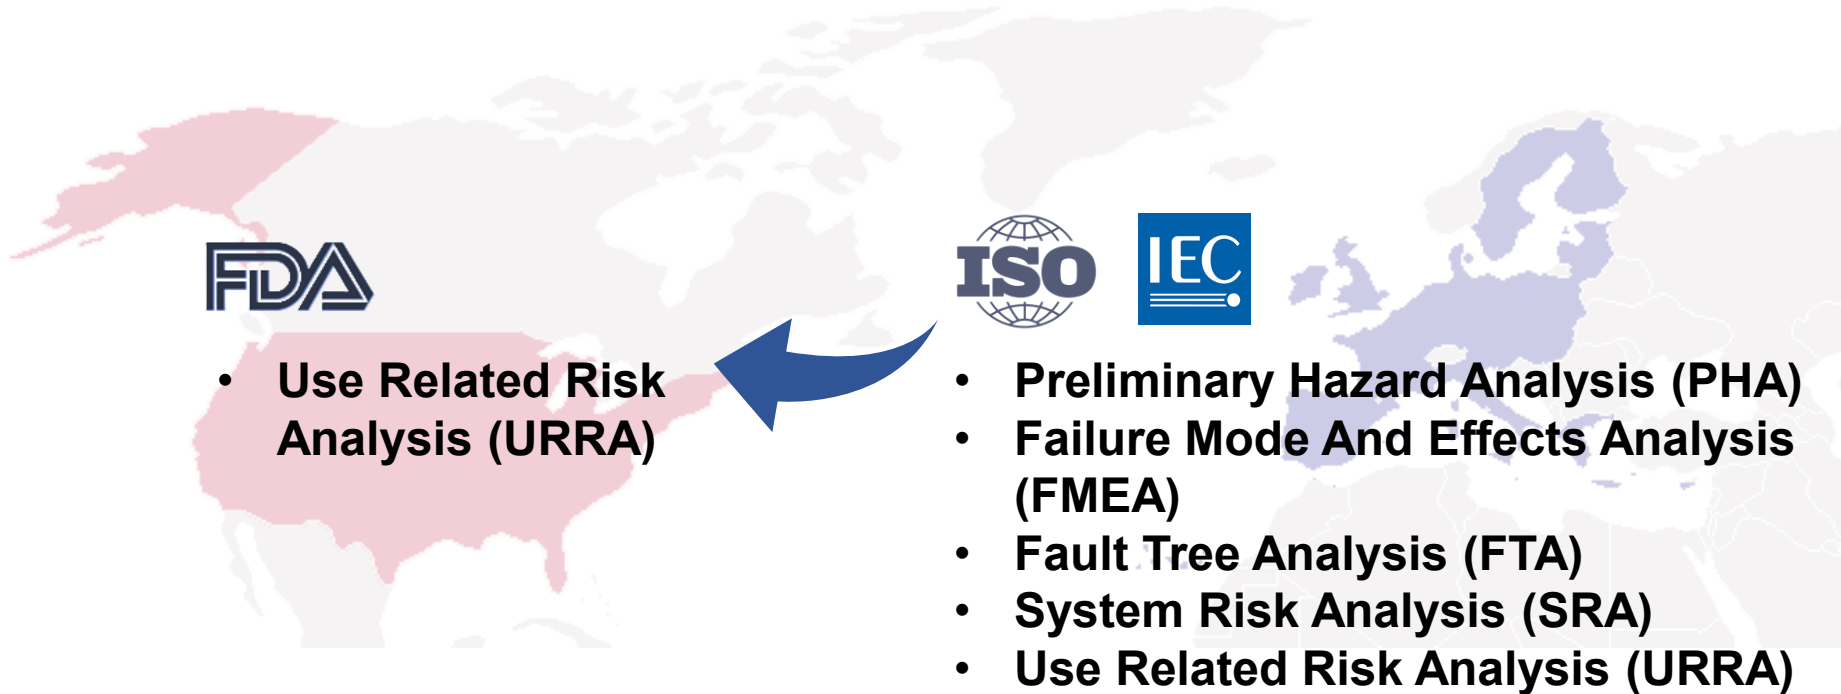 FDA
• Use Related Risk
Analysis (URRA)
ISO
IEC
• Preliminary Hazard Analysis (PHA)
• Failure Mode And Effects Analysis
(FMEA)
• Fault Tree Analysis (FTA)
• System Risk Analysis (SRA)
• Use Related Risk Analysis (URRA)